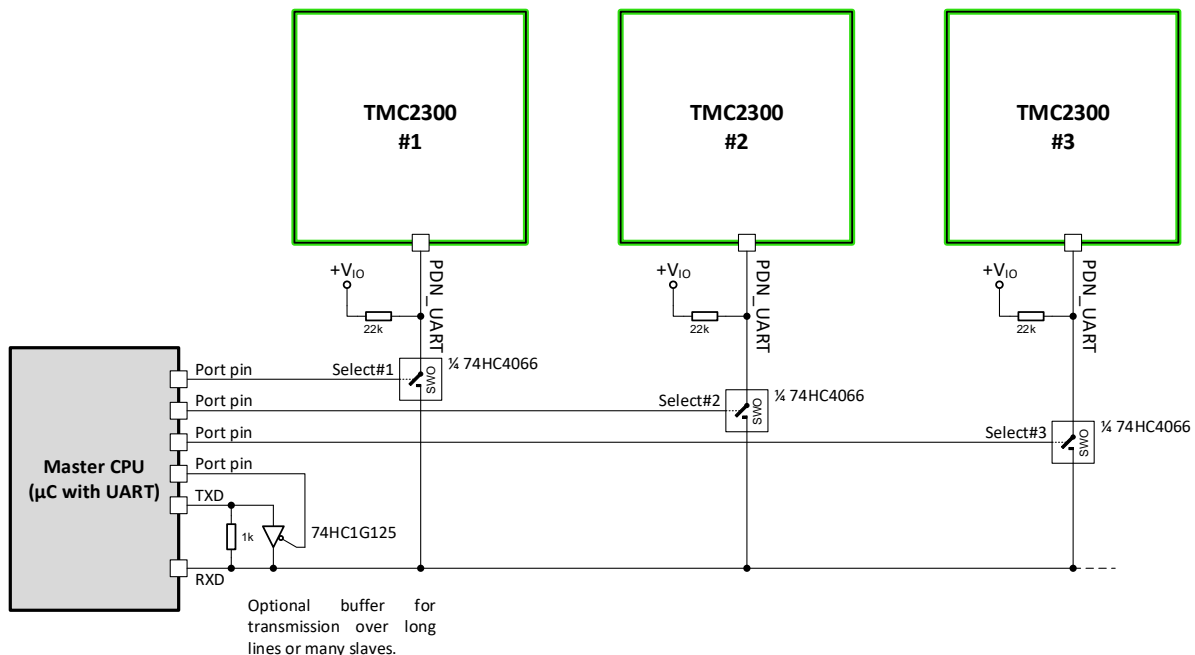 TMC2300
#1
TMC2300
#2
TMC2300
#3
+VIO
PDN_UART
22k
+VIO
PDN_UART
22k
+VIO
PDN_UART
22k
Port pin
Select#1
SWO
¼ 74HC4066
Port pin
Select#2
SWO
¼ 74HC4066
Port pin
Select#3
SWO
¼ 74HC4066
Port pin
Master CPU
(µC with UART)
TXD
1k
74HC1G125
RXD
Optional buffer for
transmission over long
lines or many slaves.